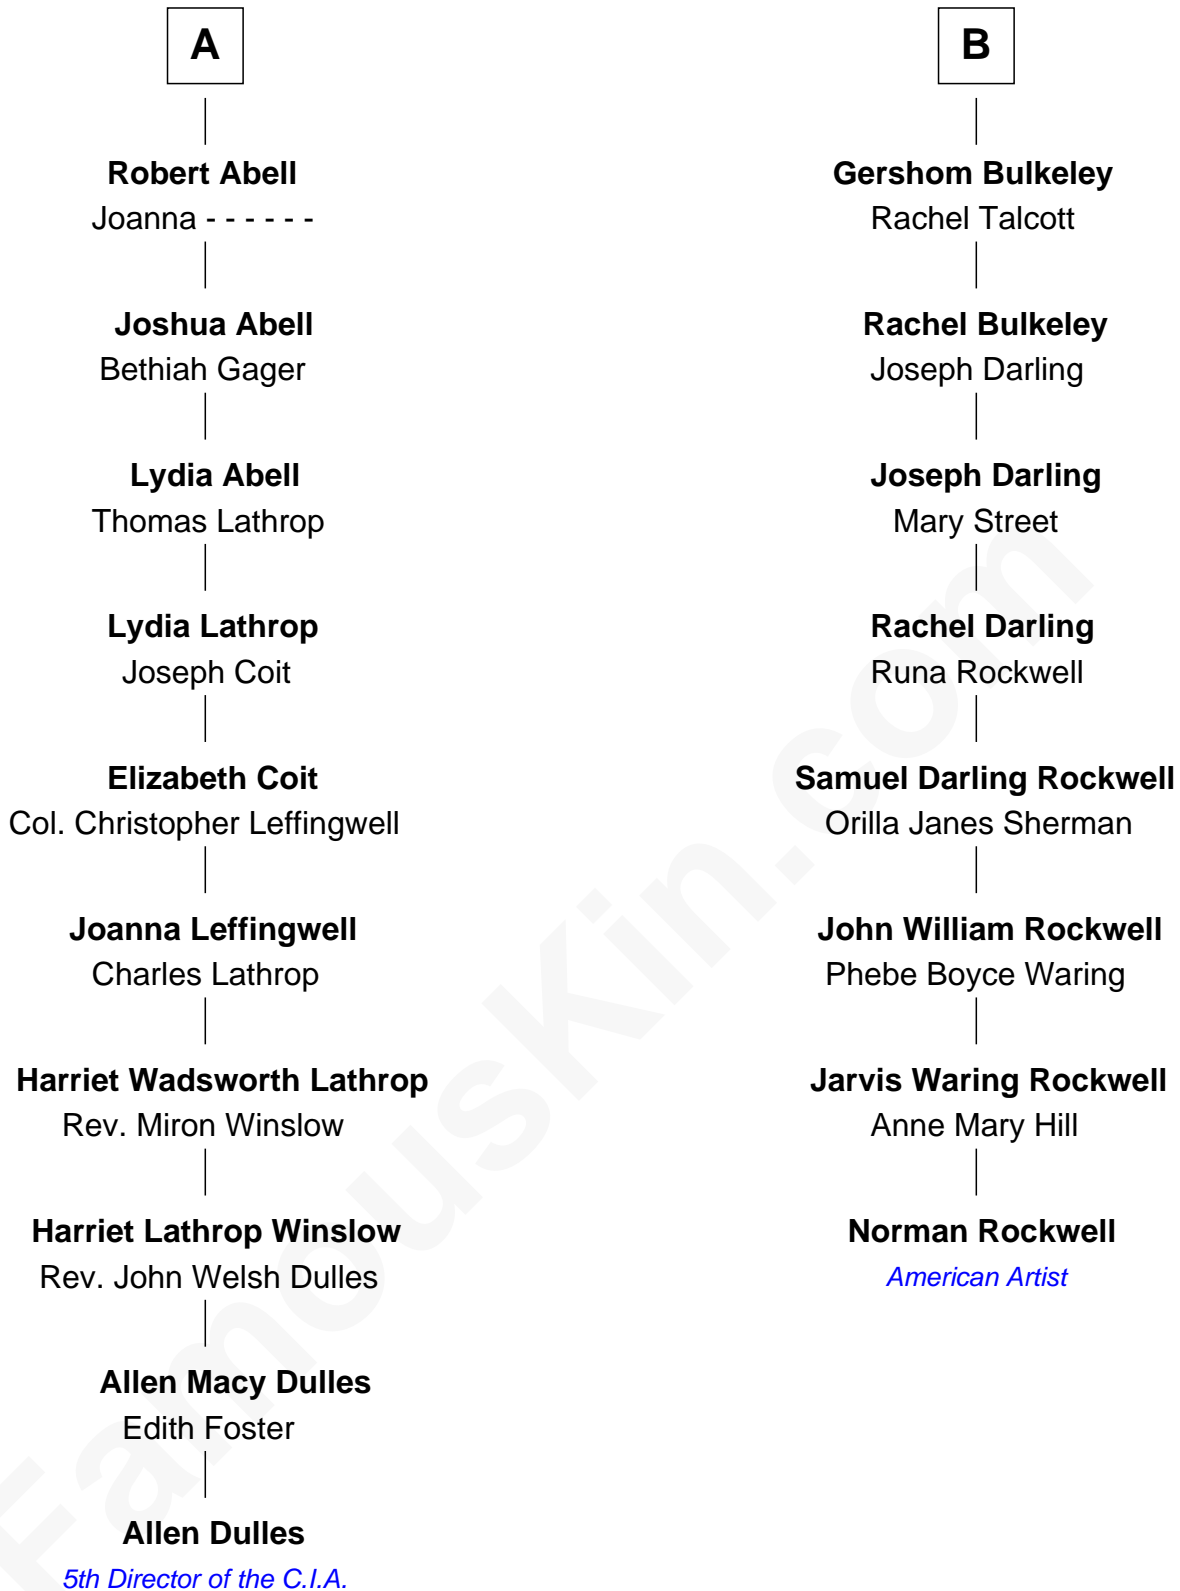 A
Robert Abell
Joanna - - - - - -
Joshua Abell
Bethiah Gager
Lydia Abell
Thomas Lathrop
Lydia Lathrop
Joseph Coit
Elizabeth Coit
Col. Christopher Leffingwell
Joanna Leffingwell
Charles Lathrop
Harriet Wadsworth Lathrop
Rev. Miron Winslow
Harriet Lathrop Winslow
Rev. John Welsh Dulles
Allen Macy Dulles
Edith Foster
Allen Dulles
5th Director of the C.I.A.
B
Gershom Bulkeley
Rachel Talcott
Rachel Bulkeley
Joseph Darling
Joseph Darling
Mary Street
Rachel Darling
Runa Rockwell
Samuel Darling Rockwell
Orilla Janes Sherman
John William Rockwell
Phebe Boyce Waring
Jarvis Waring Rockwell
Anne Mary Hill
Norman Rockwell
American Artist
FamousKin.com